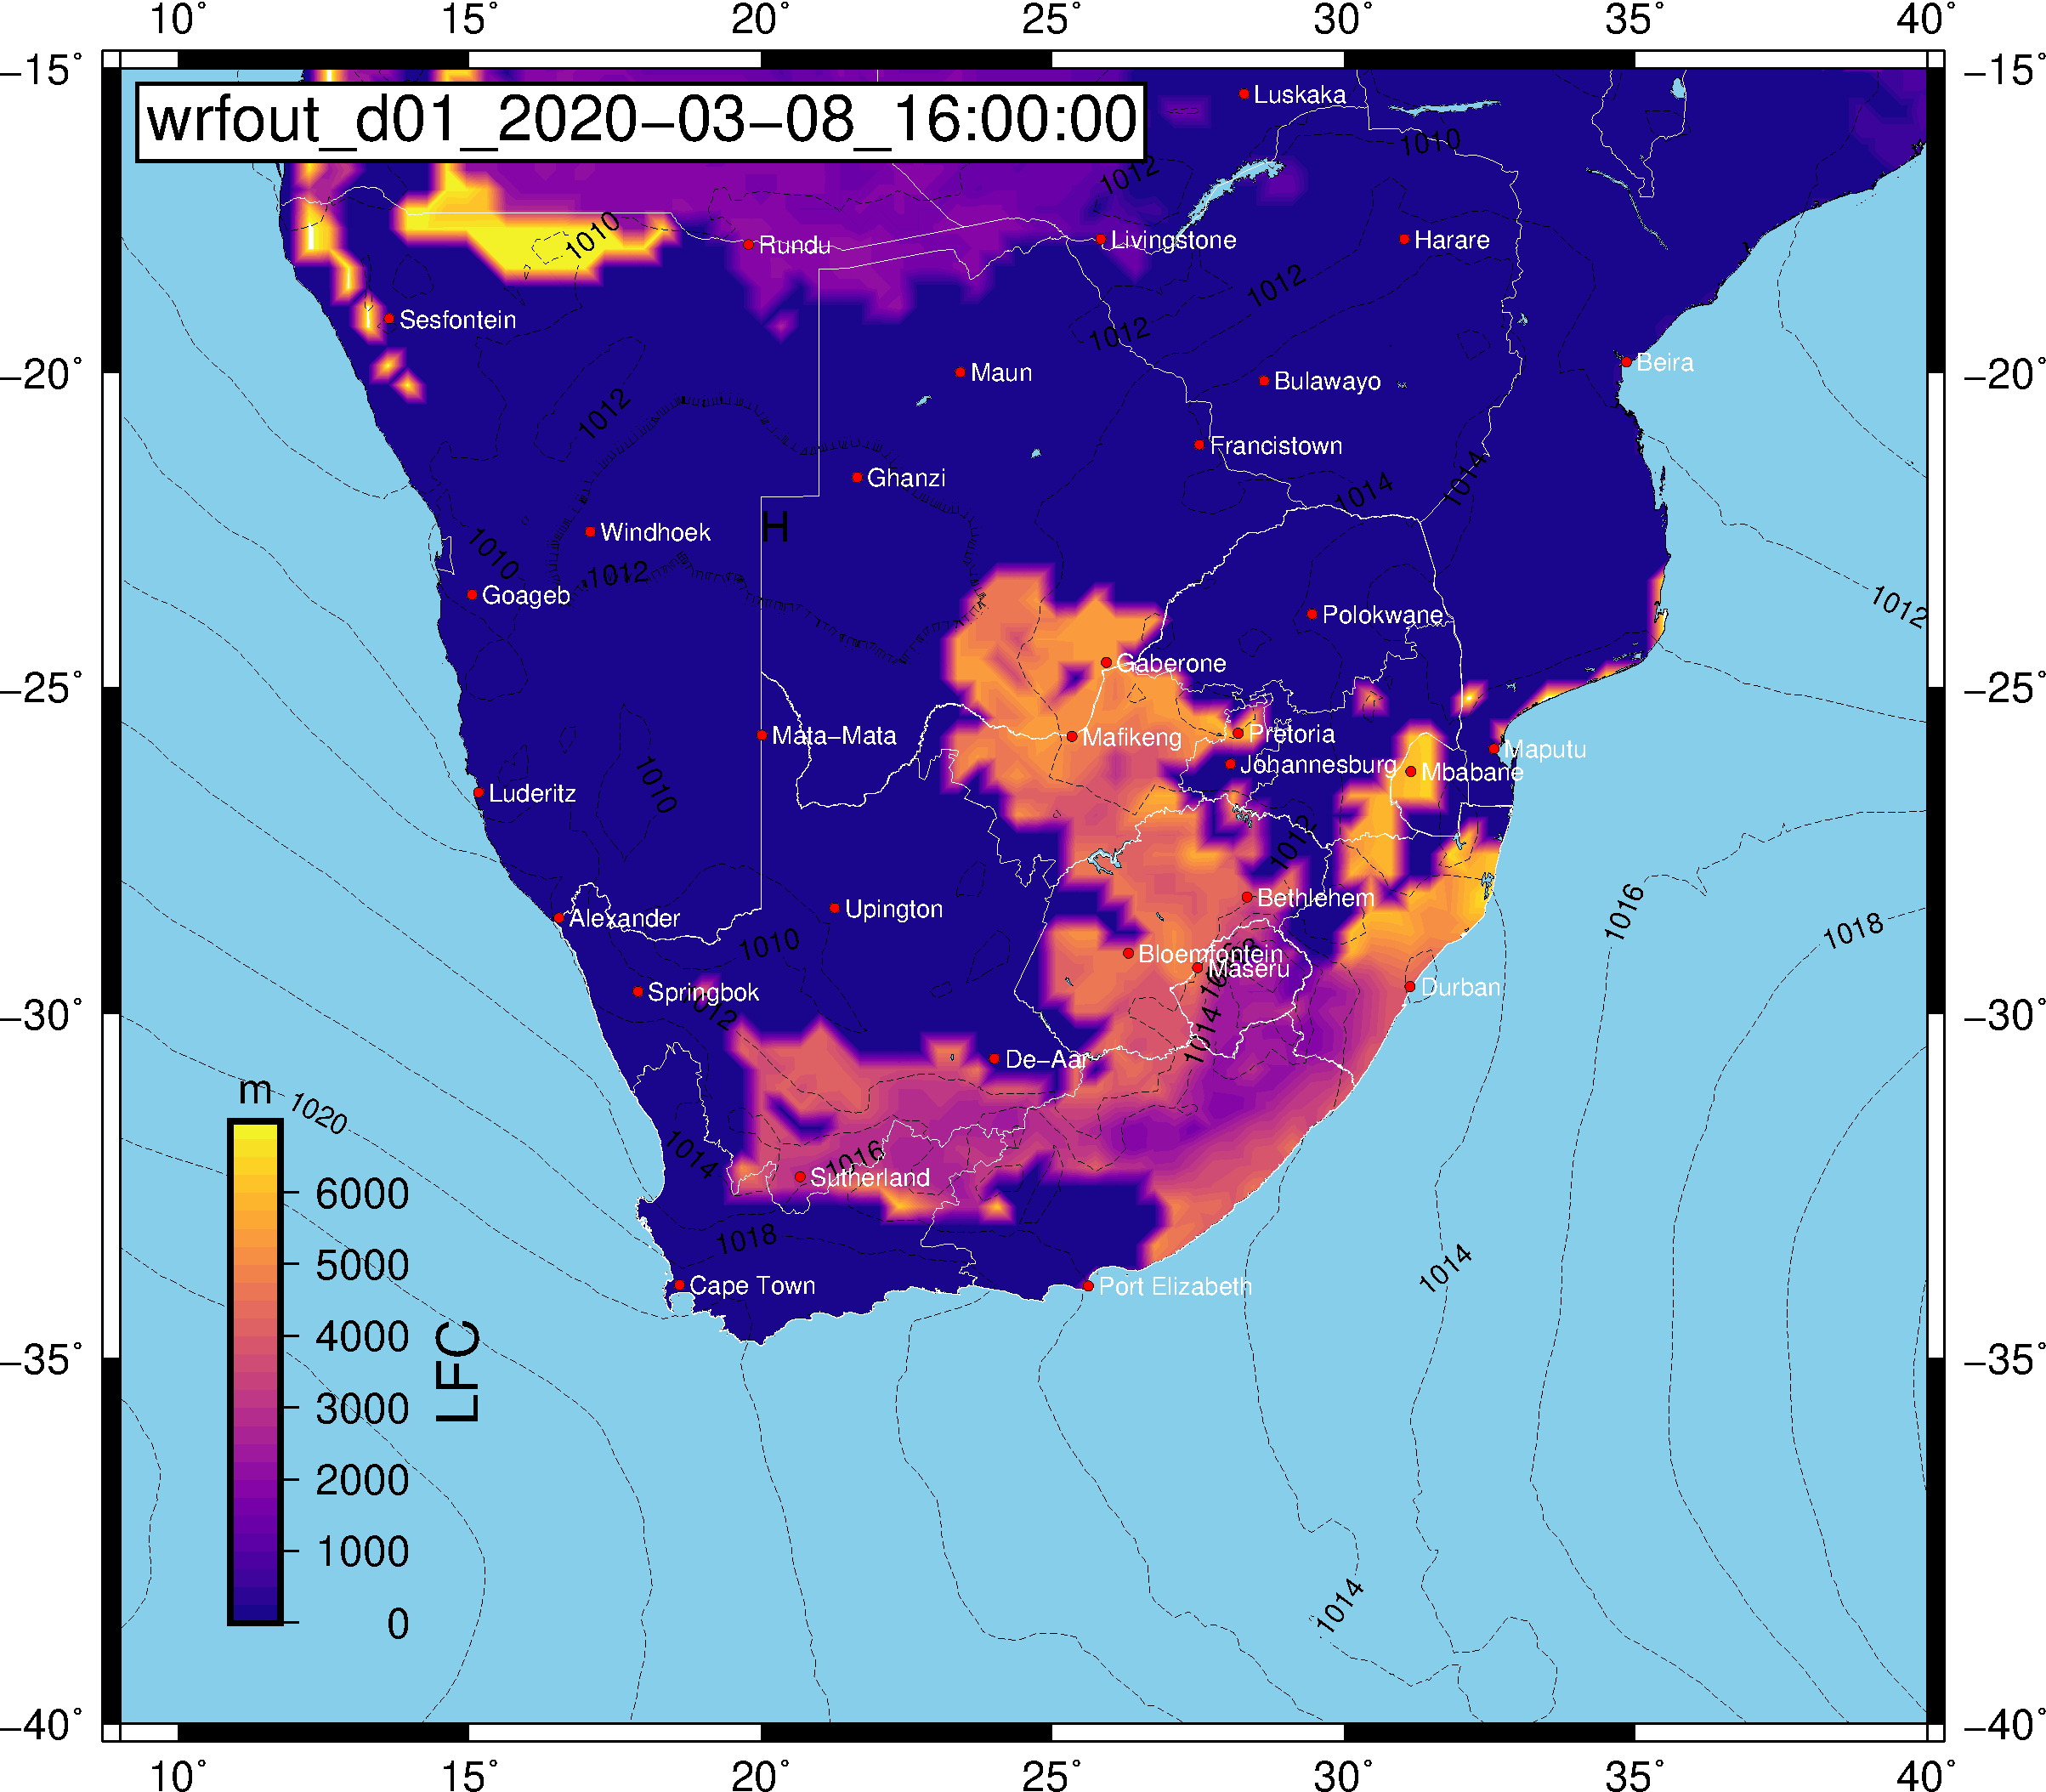 10° 15° 20° 25° 30° 35° 40°
−15° −15°
wrfout_d01_2020−03−08_16:00:00
Luskaka
1010
1012
1010
Rundu
Livingstone
Harare
1012
Sesfontein
1012
Beira
−20° −20°
Maun
Bulawayo
1012
Francistown
Ghanzi
1014
1014
H
Windhoek
1010
1012
Goageb
1012
Polokwane
Gaberone
−25° −25°
Mata−Mata
Mafikeng
Pretoria
Maputu
Johannesburg
Mbabane
1010
Luderitz
1012
Bethlehem
1016
Alexander
Upington
1018
1010
Bloemfontein
Maseru
Springbok
Durban
1012
−30° −30°
1014
De−Aar
m
1020
1014
1016
Sutherland
6000
1018
5000
1014
Cape Town
Port Elizabeth
4000
LFC
−35° −35°
3000
2000
1000
1014
0
−40° −40°
10° 15° 20° 25° 30° 35° 40°